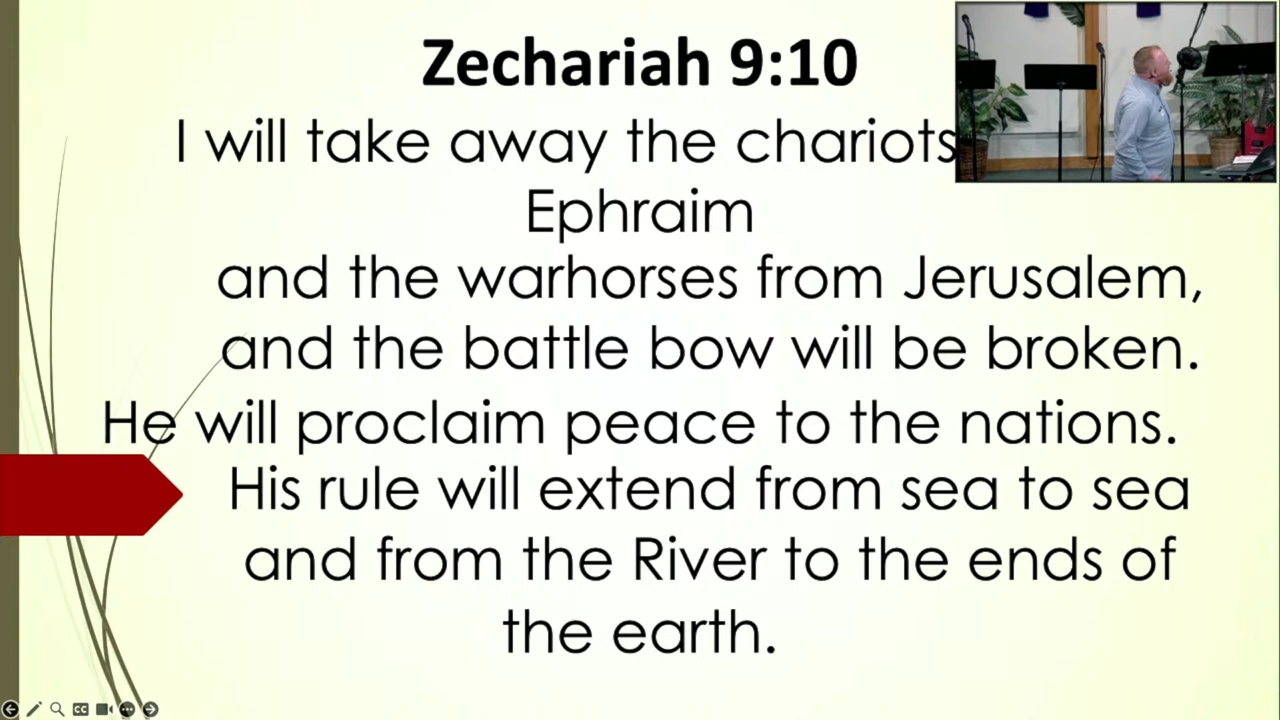 Zechariah 9:10
I will take away the chariots
Ephraim
and the warhorses from Jerusalem,
and the battle bow will be broken.
He will proclaim peace to the nations.
His rule will extend from sea to sea
and from the River to the ends of
the earth.
CC